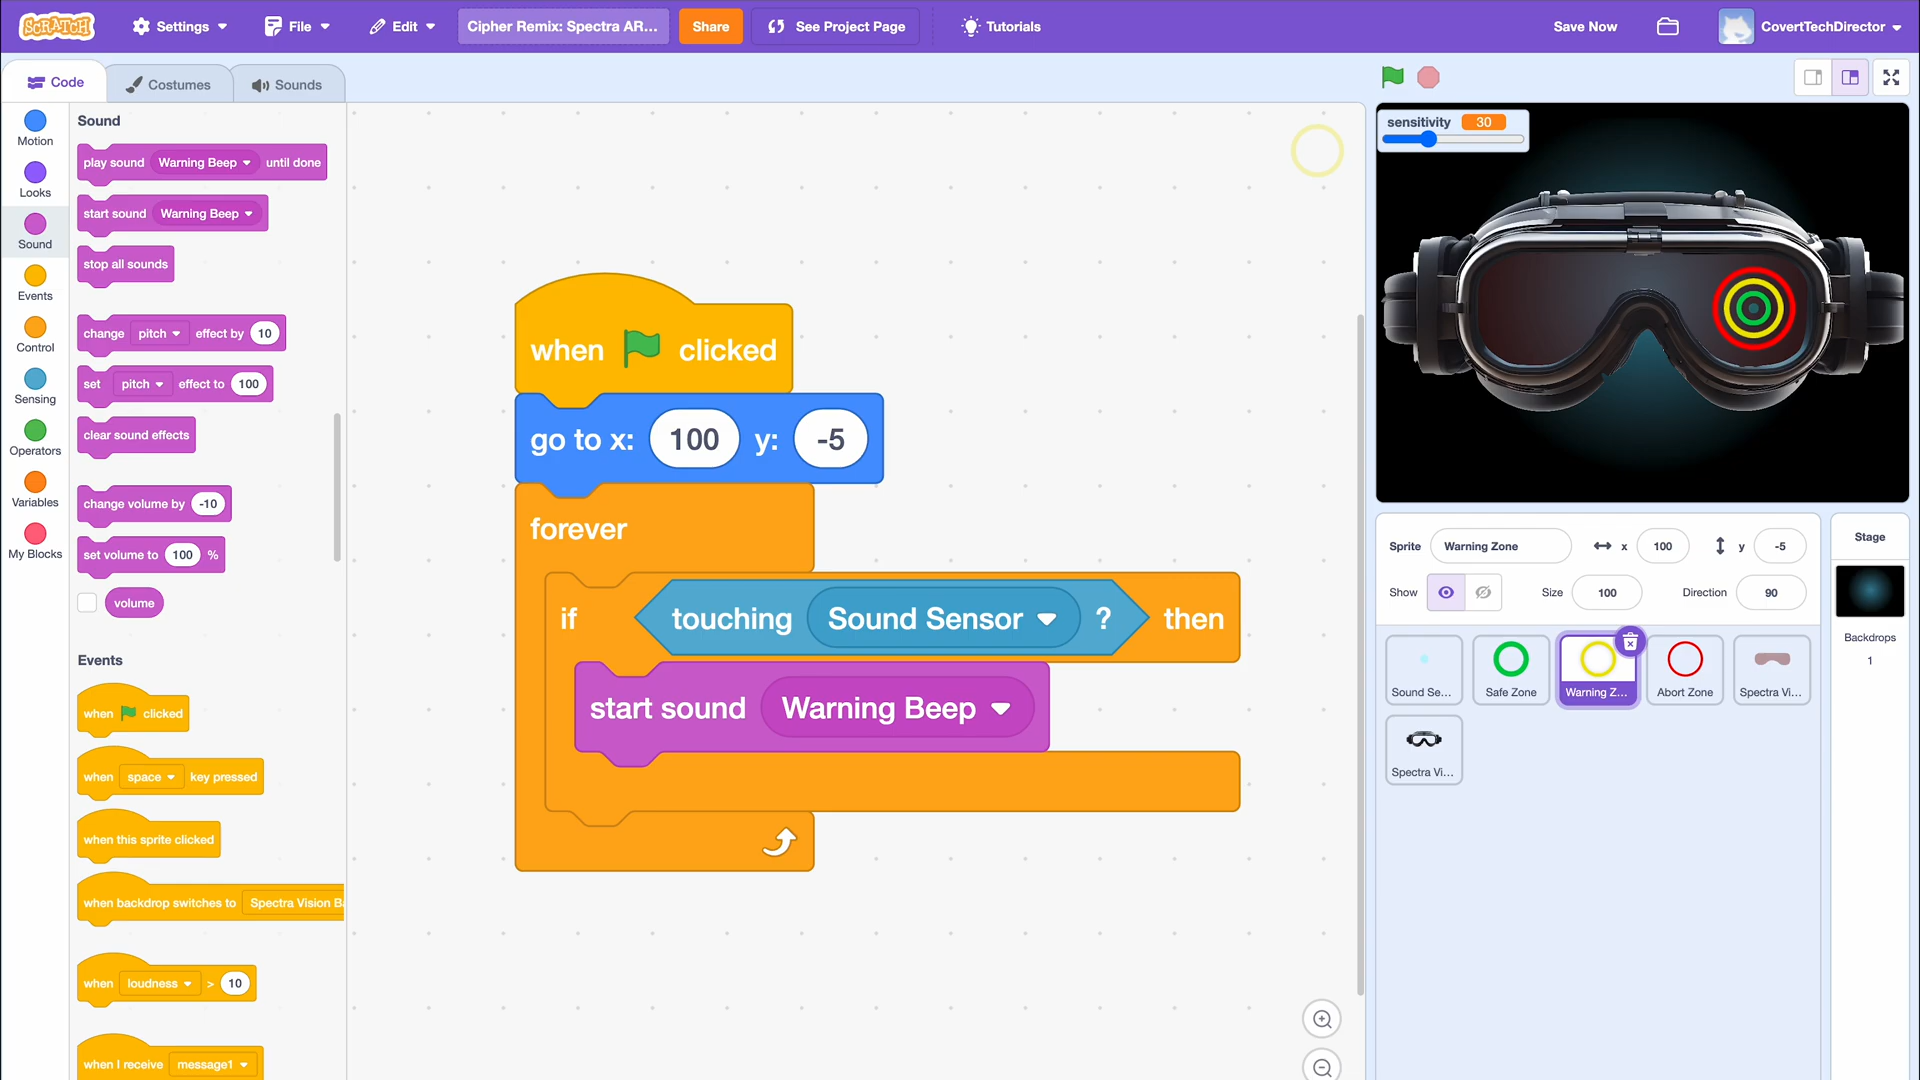 SCRATCH Settings File Edit Cipher Remix: Spectra AR... Share See Project Page Tutorials Save Now CovertTechDirector
Code Costumes Sounds
Motion
Looks
Sound
Events
Control
Sensing
Operators
Variables
My Blocks
Sound
play sound Warning Beep until done
start sound Warning Beep
stop all sounds
change pitch effect by 10
set pitch effect to 100
clear sound effects
change volume by -10
set volume to 100 %
volume
Events
when clicked
when space key pressed
when this sprite clicked
when backdrop switches to Spectra Vision Ba
when loudness > 10
when I receive message1
when clicked
go to x: 100 y: -5
forever
if touching Sound Sensor ? then
start sound Warning Beep
sensitivity 30
Sprite Warning Zone x 100 y -5
Show Size 100 Direction 90
Sound Se... Safe Zone Warning Z... Abort Zone Spectra Vi...
Spectra Vi...
Stage
Backdrops
1